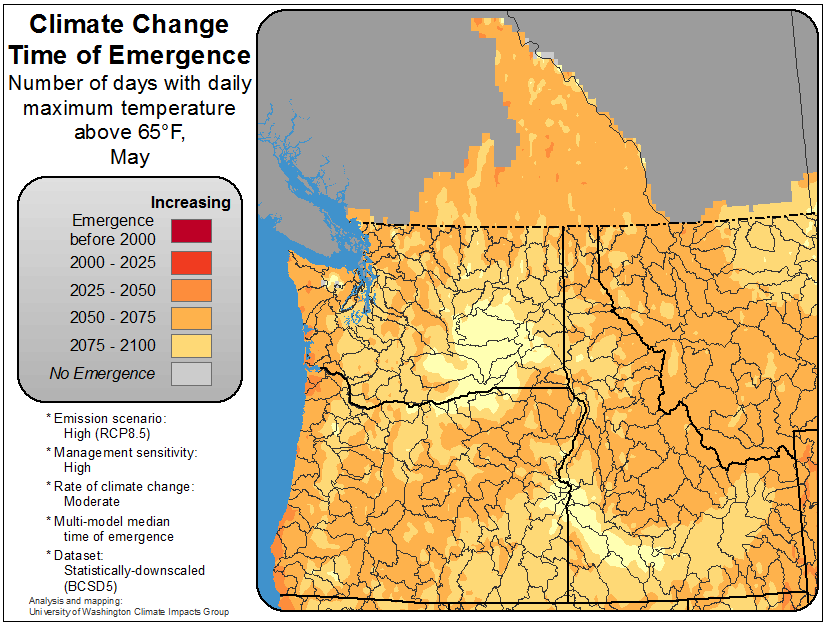 Climate Change
Time of Emergence
Number of days with daily
maximum temperature
above 65°F,
May
Increasing
Emergence
before 2000
2000 - 2025
2025 - 2050
2050 - 2075
2075 - 2100
No Emergence
* Emission scenario:
High (RCP8.5)
* Management sensitivity:
High
* Rate of climate change:
Moderate
* Multi-model median
time of emergence
* Dataset:
Statistically-downscaled
(BCSD5)
Analysis and mapping:
University of Washington Climate Impacts Group